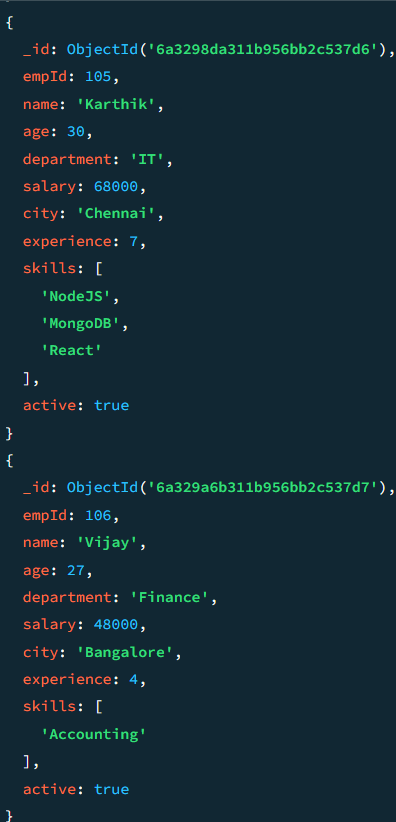 {
  _id: ObjectId('6a3298da311b956bb2c537d6'),
  empId: 105,
  name: 'Karthik',
  age: 30,
  department: 'IT',
  salary: 68000,
  city: 'Chennai',
  experience: 7,
  skills: [
    'NodeJS',
    'MongoDB',
    'React'
  ],
  active: true
}
{
  _id: ObjectId('6a329a6b311b956bb2c537d7'),
  empId: 106,
  name: 'Vijay',
  age: 27,
  department: 'Finance',
  salary: 48000,
  city: 'Bangalore',
  experience: 4,
  skills: [
    'Accounting'
  ],
  active: true
}